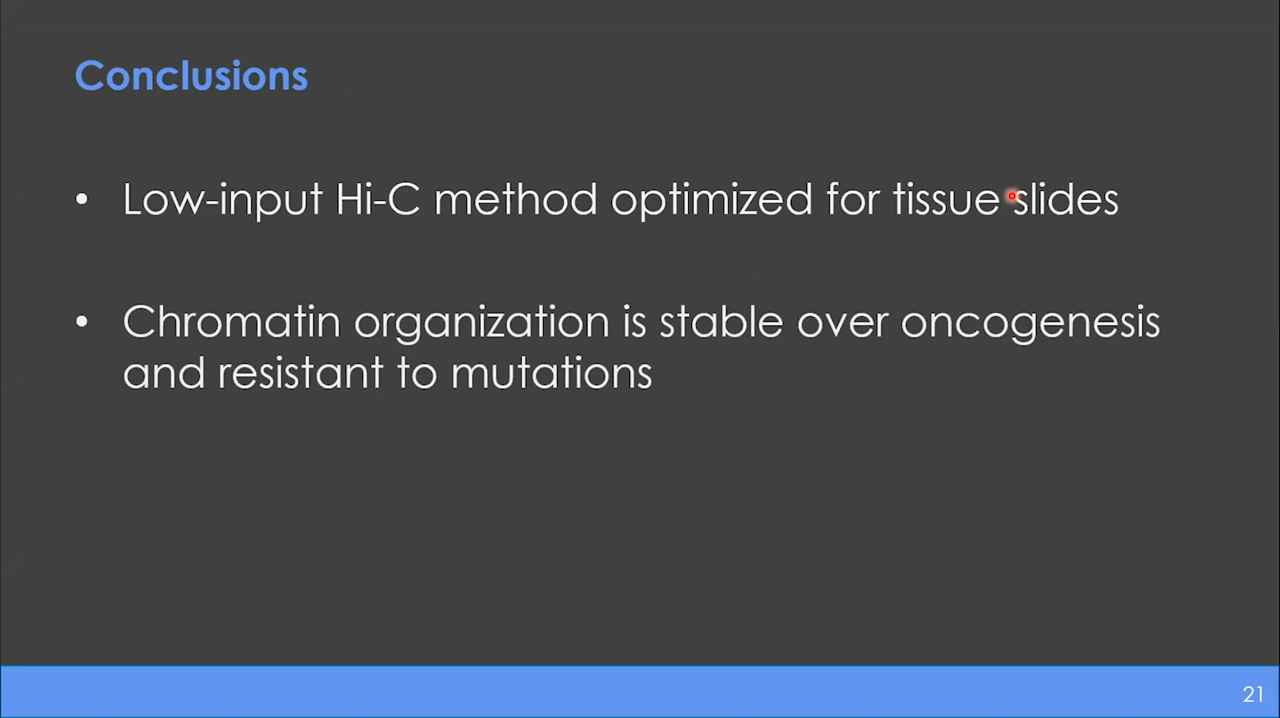 Conclusions
• Low-input Hi-C method optimized for tissue slides
• Chromatin organization is stable over oncogenesis
and resistant to mutations
21